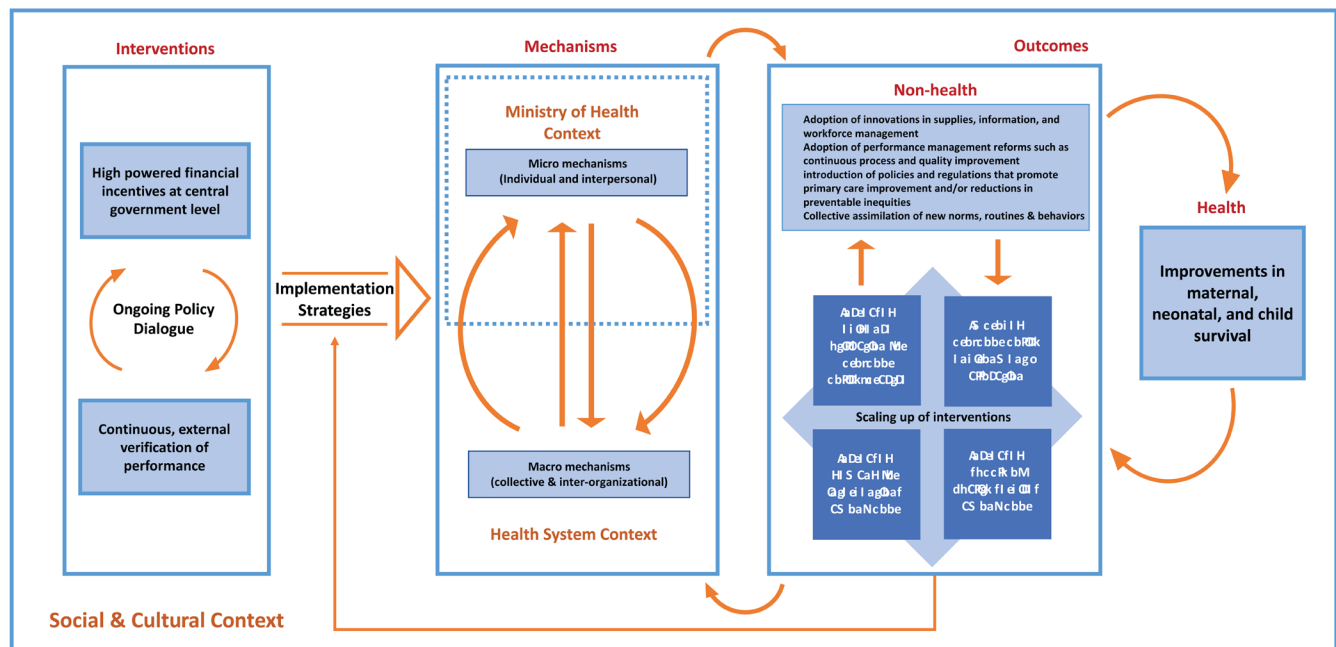 Interventions
High powered financial
incentives at central
government level
Ongoing Policy
Dialogue
Continuous, external
verification of
performance
Implementation
Strategies
Mechanisms
Ministry of Health
Context
Micro mechanisms
(Individual and interpersonal)
Macro mechanisms
(collective & inter-organizational)
Health System Context
Outcomes
Non-health
Adoption of innovations in supplies, information, and
workforce management
Adoption of performance management reforms such as
continuous process and quality improvement
introduction of policies and regulations that promote
primary care improvement and/or reductions in
preventable inequities
Collective assimilation of new norms, routines & behaviors
Scaling up of interventions
Health
Improvements in
maternal,
neonatal, and child
survival
Social & Cultural Context